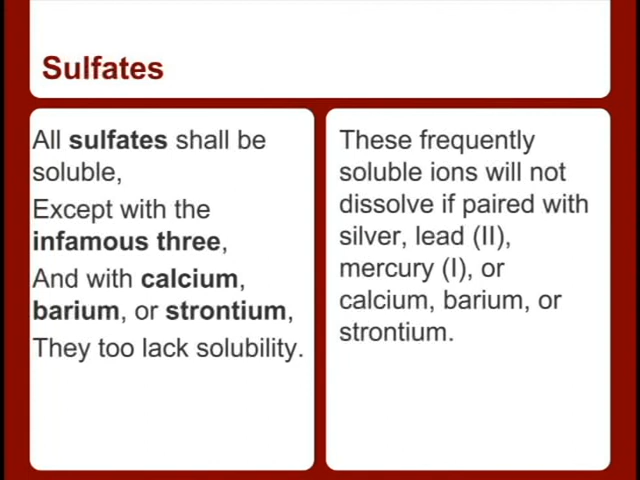 Sulfates
All sulfates shall be
soluble,
Except with the
infamous three,
And with calcium,
barium, or strontium,
They too lack solubility.
These frequently
soluble ions will not
dissolve if paired with
silver, lead (II),
mercury (I), or
calcium, barium, or
strontium.